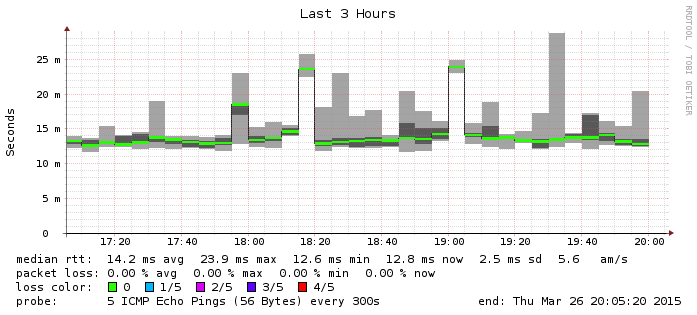 Last 3 Hours
RRDTOOL / TOBI OETIKER
Seconds
25 m
20 m
15 m
10 m
5 m
0
17:20 17:40 18:00 18:20 18:40 19:00 19:20 19:40 20:00
median rtt: 14.2 ms avg 23.9 ms max 12.6 ms min 12.8 ms now 2.5 ms sd 5.6 am/s
packet loss: 0.00 % avg 0.00 % max 0.00 % min 0.00 % now
loss color: 0 1/5 2/5 3/5 4/5
probe: 5 ICMP Echo Pings (56 Bytes) every 300s end: Thu Mar 26 20:05:20 2015